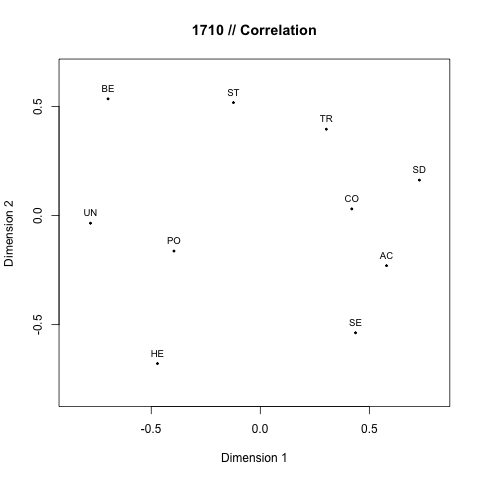 1710 // Correlation
BE
ST
TR
SD
CO
UN
PO
AC
SE
HE
0.5
0.0
-0.5
Dimension 2
-0.5
0.0
0.5
Dimension 1